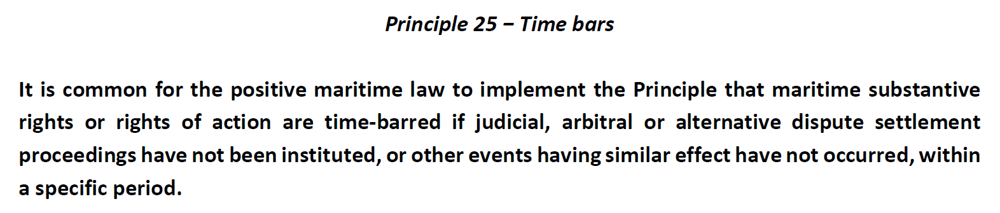 Principle 25 – Time bars
It is common for the positive maritime law to implement the Principle that maritime substantive
rights or rights of action are time-barred if judicial, arbitral or alternative dispute settlement
proceedings have not been instituted, or other events having similar effect have not occurred, within
a specific period.